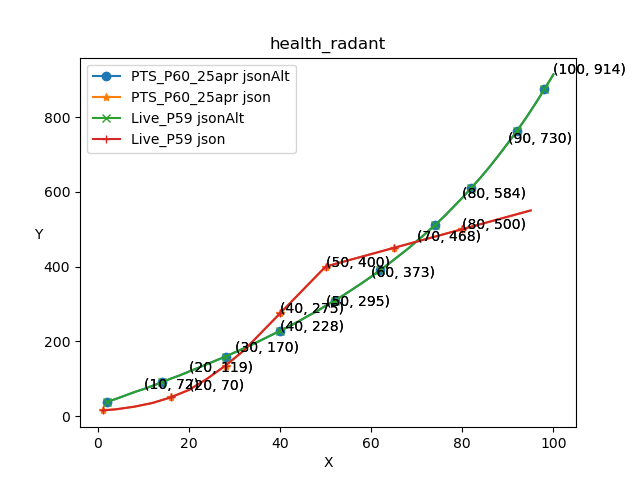 health_radant
PTS_P60_25apr jsonAlt
PTS_P60_25apr json
Live_P59 jsonAlt
Live_P59 json
(100, 914)
(90, 730)
(80, 584)
(80, 500)
(70, 468)
(50, 400)
(60, 373)
(50, 295)
(40, 275)
(40, 228)
(30, 170)
(20, 119)
(10, 72)
(20, 70)
Y
800
600
400
200
0
0 20 40 60 80 100
X